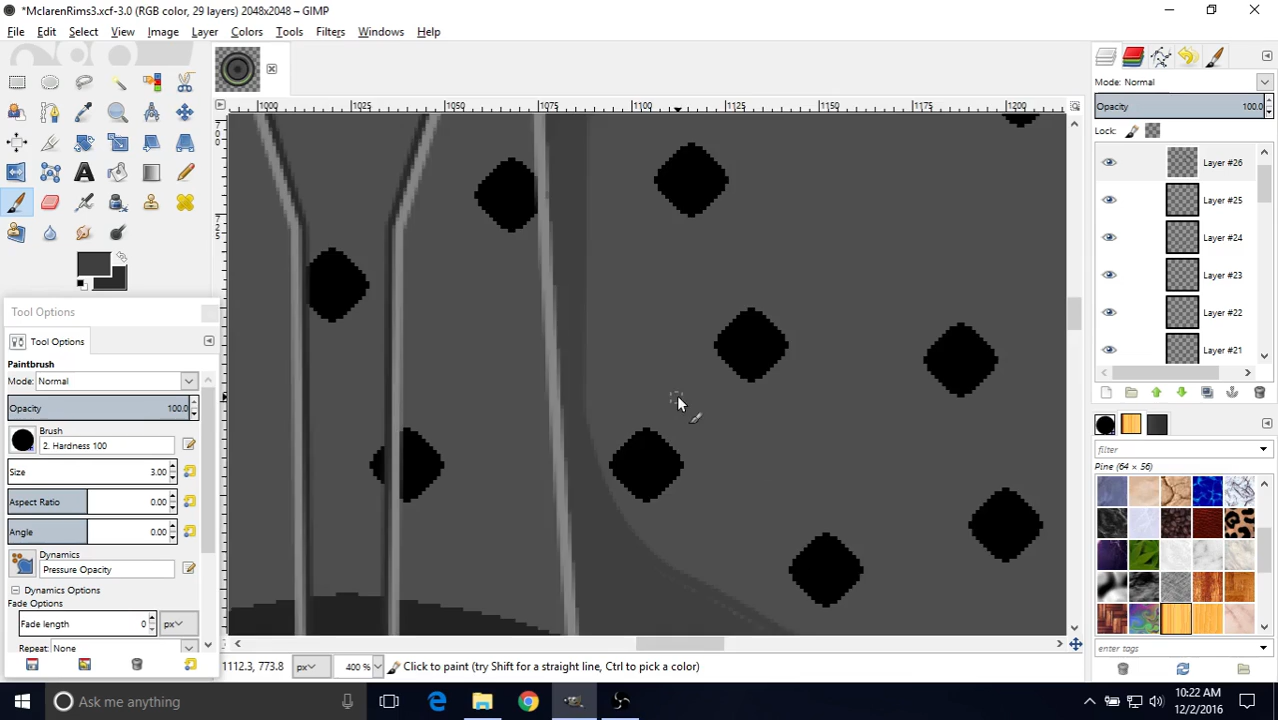 *MclarenRims3.xcf-3.0 (RGB color, 29 layers) 2048x2048 – GIMP
File Edit Select View Image Layer Colors Tools Filters Windows Help
1000 1025 1050 1075 1100 1125 1150 1175 1200
700
725
Mode: Normal
Opacity 100.0
Lock:
Layer #26
Layer #25
Layer #24
Layer #23
Layer #22
Layer #21
Tool Options
Tool Options
Paintbrush
Mode: Normal
Opacity 100.0
Brush
2. Hardness 100
Size 3.00
Aspect Ratio 0.00
Angle 0.00
Dynamics
Pressure Opacity
Dynamics Options
Fade Options
Fade length 0 px
Repeat: None
filter
Pine (64 × 56)
enter tags
1112.3, 773.8 px 400 % Click to paint (try Shift for a straight line, Ctrl to pick a color)
Ask me anything
10:22 AM
12/2/2016